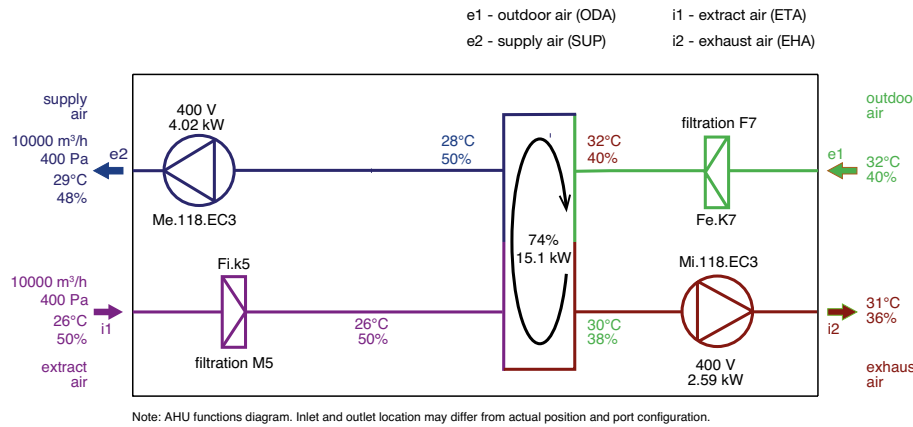 e1 - outdoor air (ODA)
i1 - extract air (ETA)
e2 - supply air (SUP)
i2 - exhaust air (EHA)
supply
air
10000 m³/h
400 Pa
e2
29°C
48%
400 V
4.02 kW
Me.118.EC3
28°C
50%
32°C
40%
filtration F7
Fe.K7
outdoor
air
e1
32°C
40%
74%
15.1 kW
10000 m³/h
400 Pa
26°C
50%
i1
extract
air
Fi.k5
filtration M5
26°C
50%
30°C
38%
Mi.118.EC3
400 V
2.59 kW
31°C
36%
i2
exhaust
air
Note: AHU functions diagram. Inlet and outlet location may differ from actual position and port configuration.